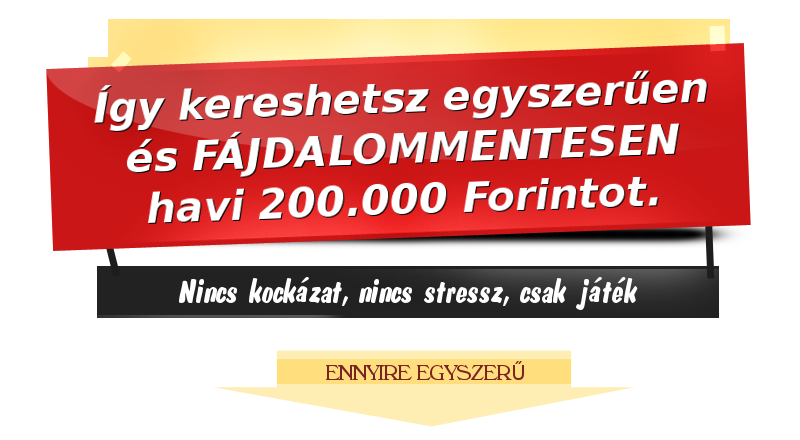 Így kereshetsz egyszerűen
és FÁJDALOMMENTESEN
havi 200.000 Forintot.
Nincs kockázat, nincs stressz, csak játék
ENNYIRE EGYSZERŰ